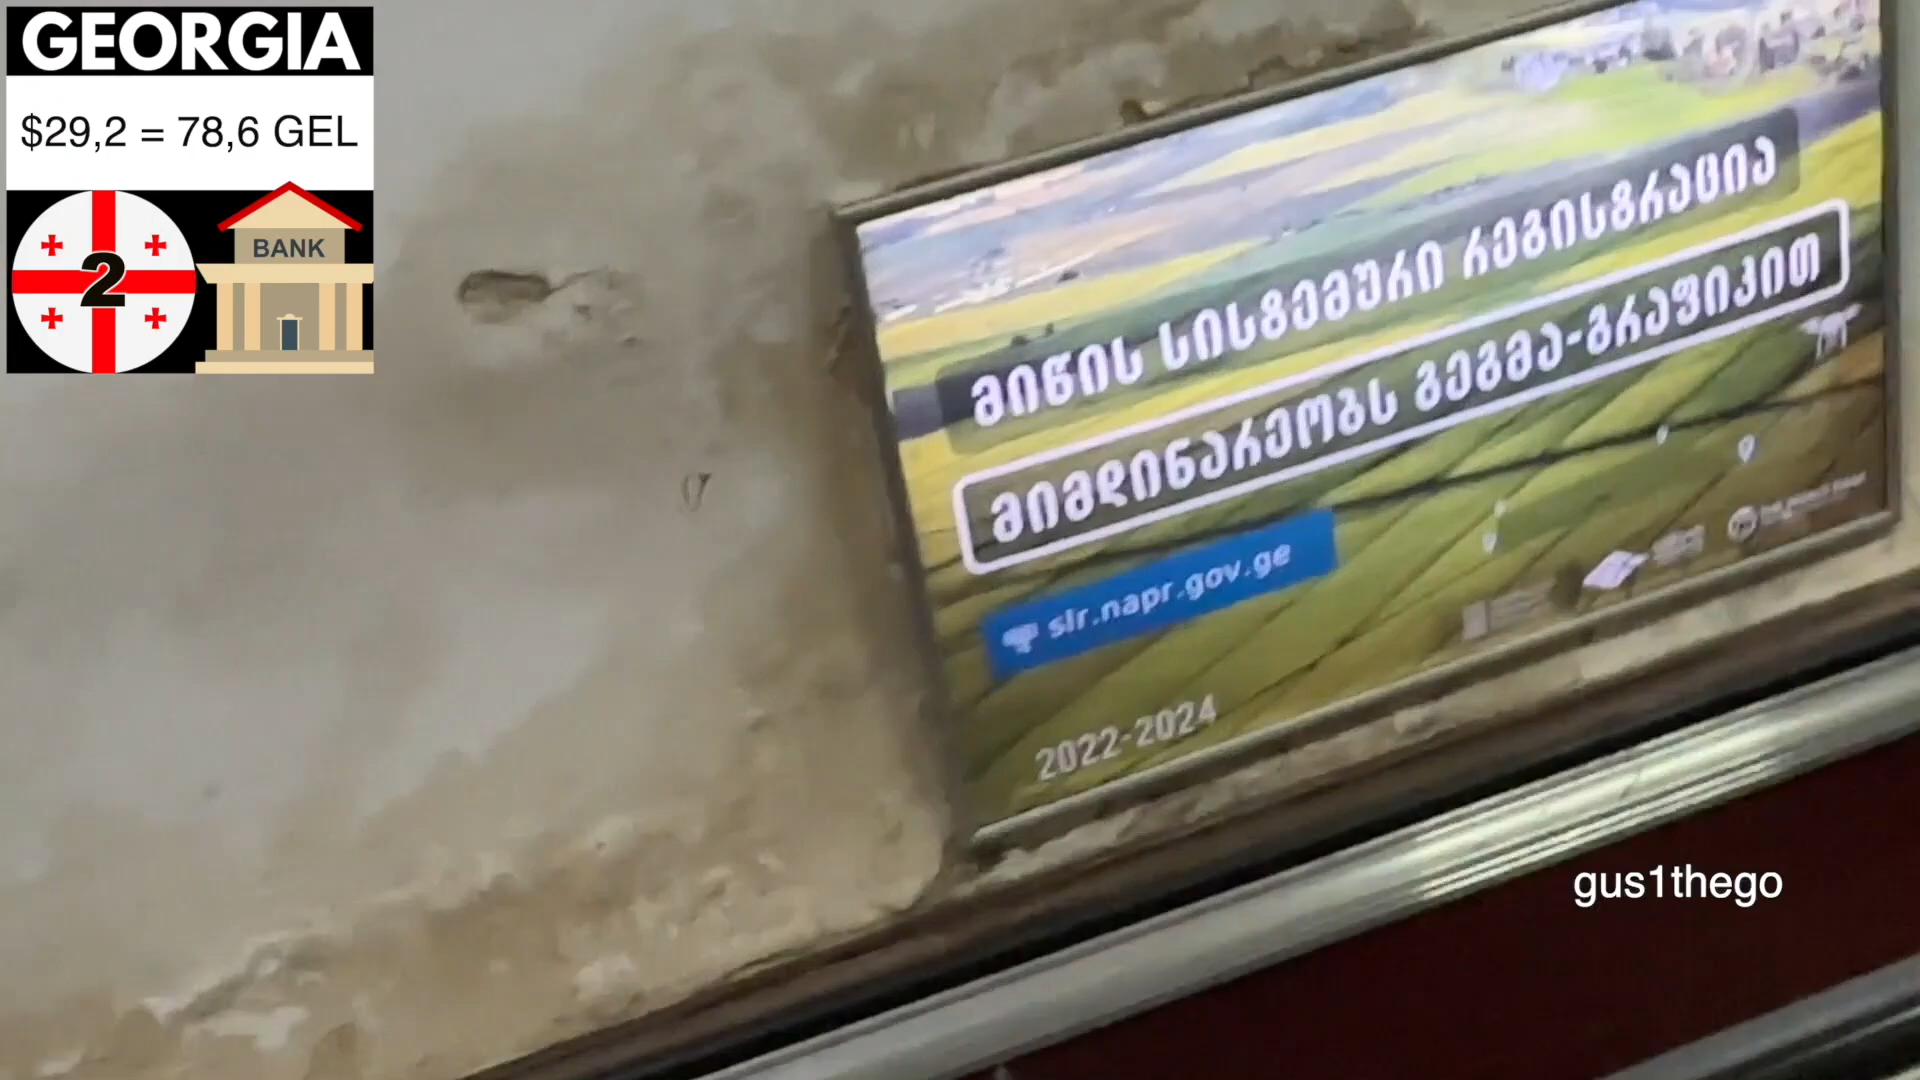 GEORGIA
$29,2 = 78,6 GEL
2
BANK
მიწის სისტემური რეგისტრაცია
მიმდინარეობს გეგმა-გრაფიკით
slr.napr.gov.ge
2022-2024
gus1thego